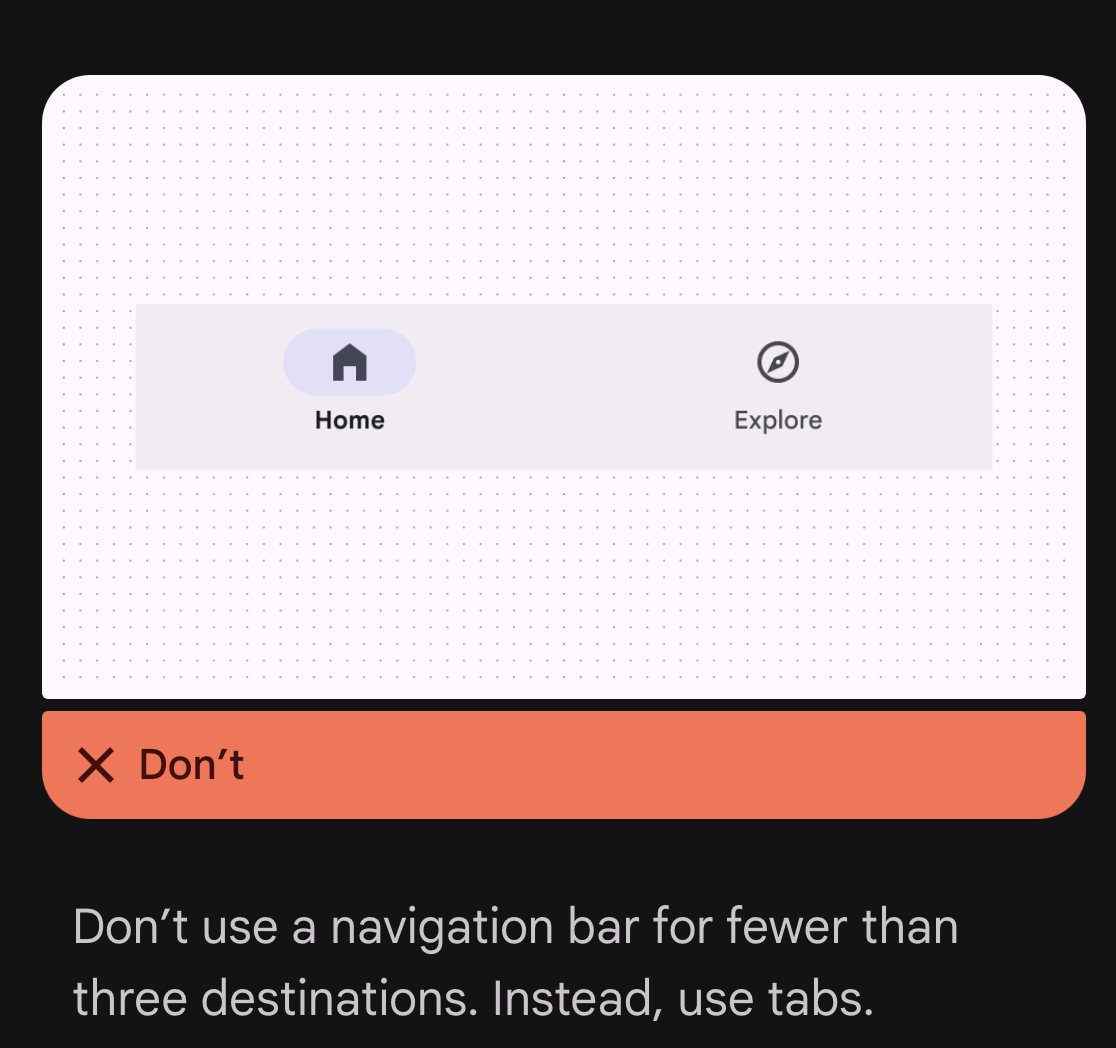 Home
Explore
Don’t
Don’t use a navigation bar for fewer than
three destinations. Instead, use tabs.